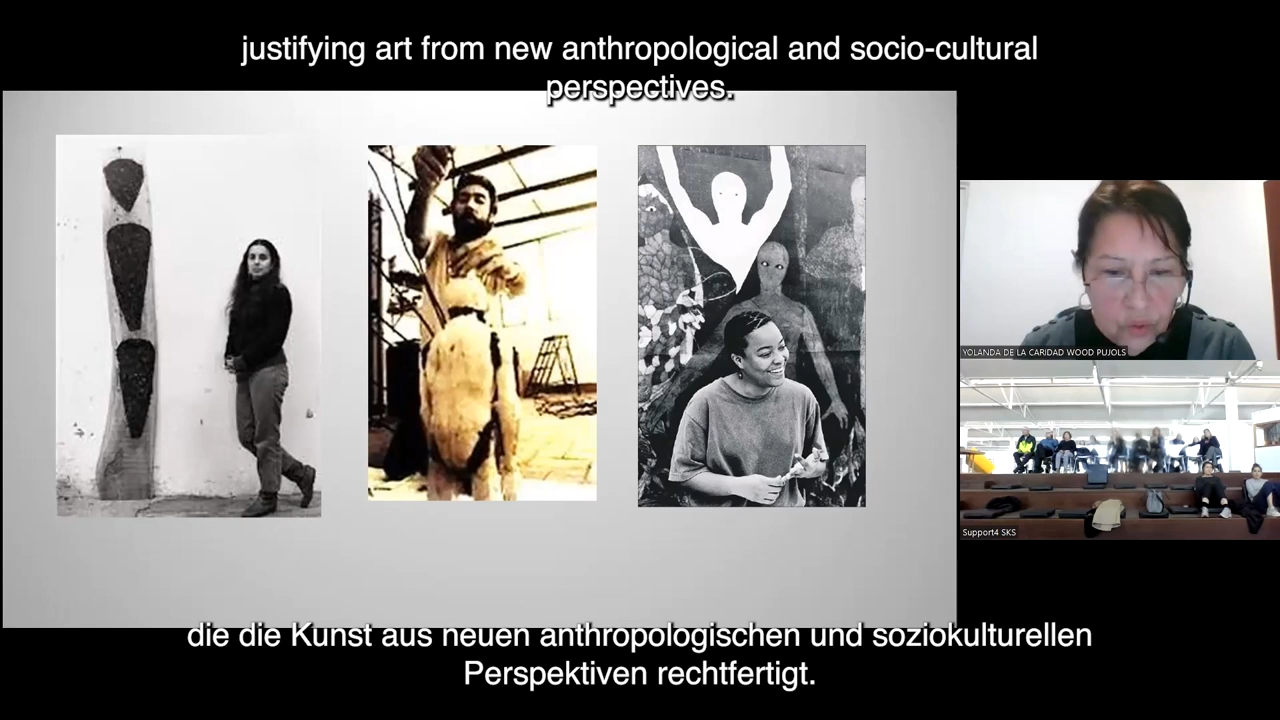 justifying art from new anthropological and socio-cultural
perspectives.
YOLANDA DE LA CARIDAD WOOD PUJOLS
Support4 SKS
die die Kunst aus neuen anthropologischen und soziokulturellen
Perspektiven rechtfertigt.